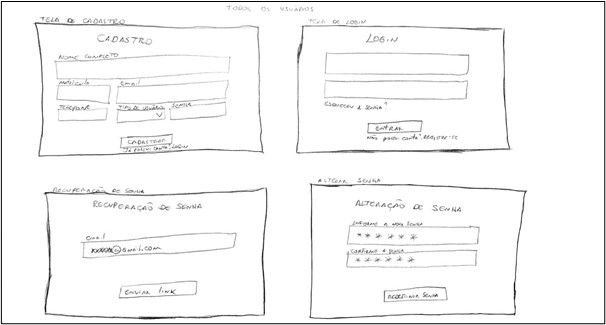 TODOS OS USUÁRIOS
TELA DE CADASTRO
CADASTRO
NOME COMPLETO
MATRÍCULA
email
TELEFONE
TIPO DE USUÁRIO
SENHA
CADASTRAR
Já possui conta? LOGIN
TELA DE LOGIN
LOGIN
ESQUECEU A SENHA?
ENTRAR
Não possui conta? REGISTRE-SE
RECUPERAÇÃO DE SENHA
RECUPERAÇÃO DE SENHA
email
xxxxx@gmail.com
ENVIAR LINK
ALTERAR SENHA
ALTERAÇÃO DE SENHA
INFORME A NOVA SENHA
* * * * * *
CONFIRME A SENHA
* * * * * *
REDEFINIR SENHA